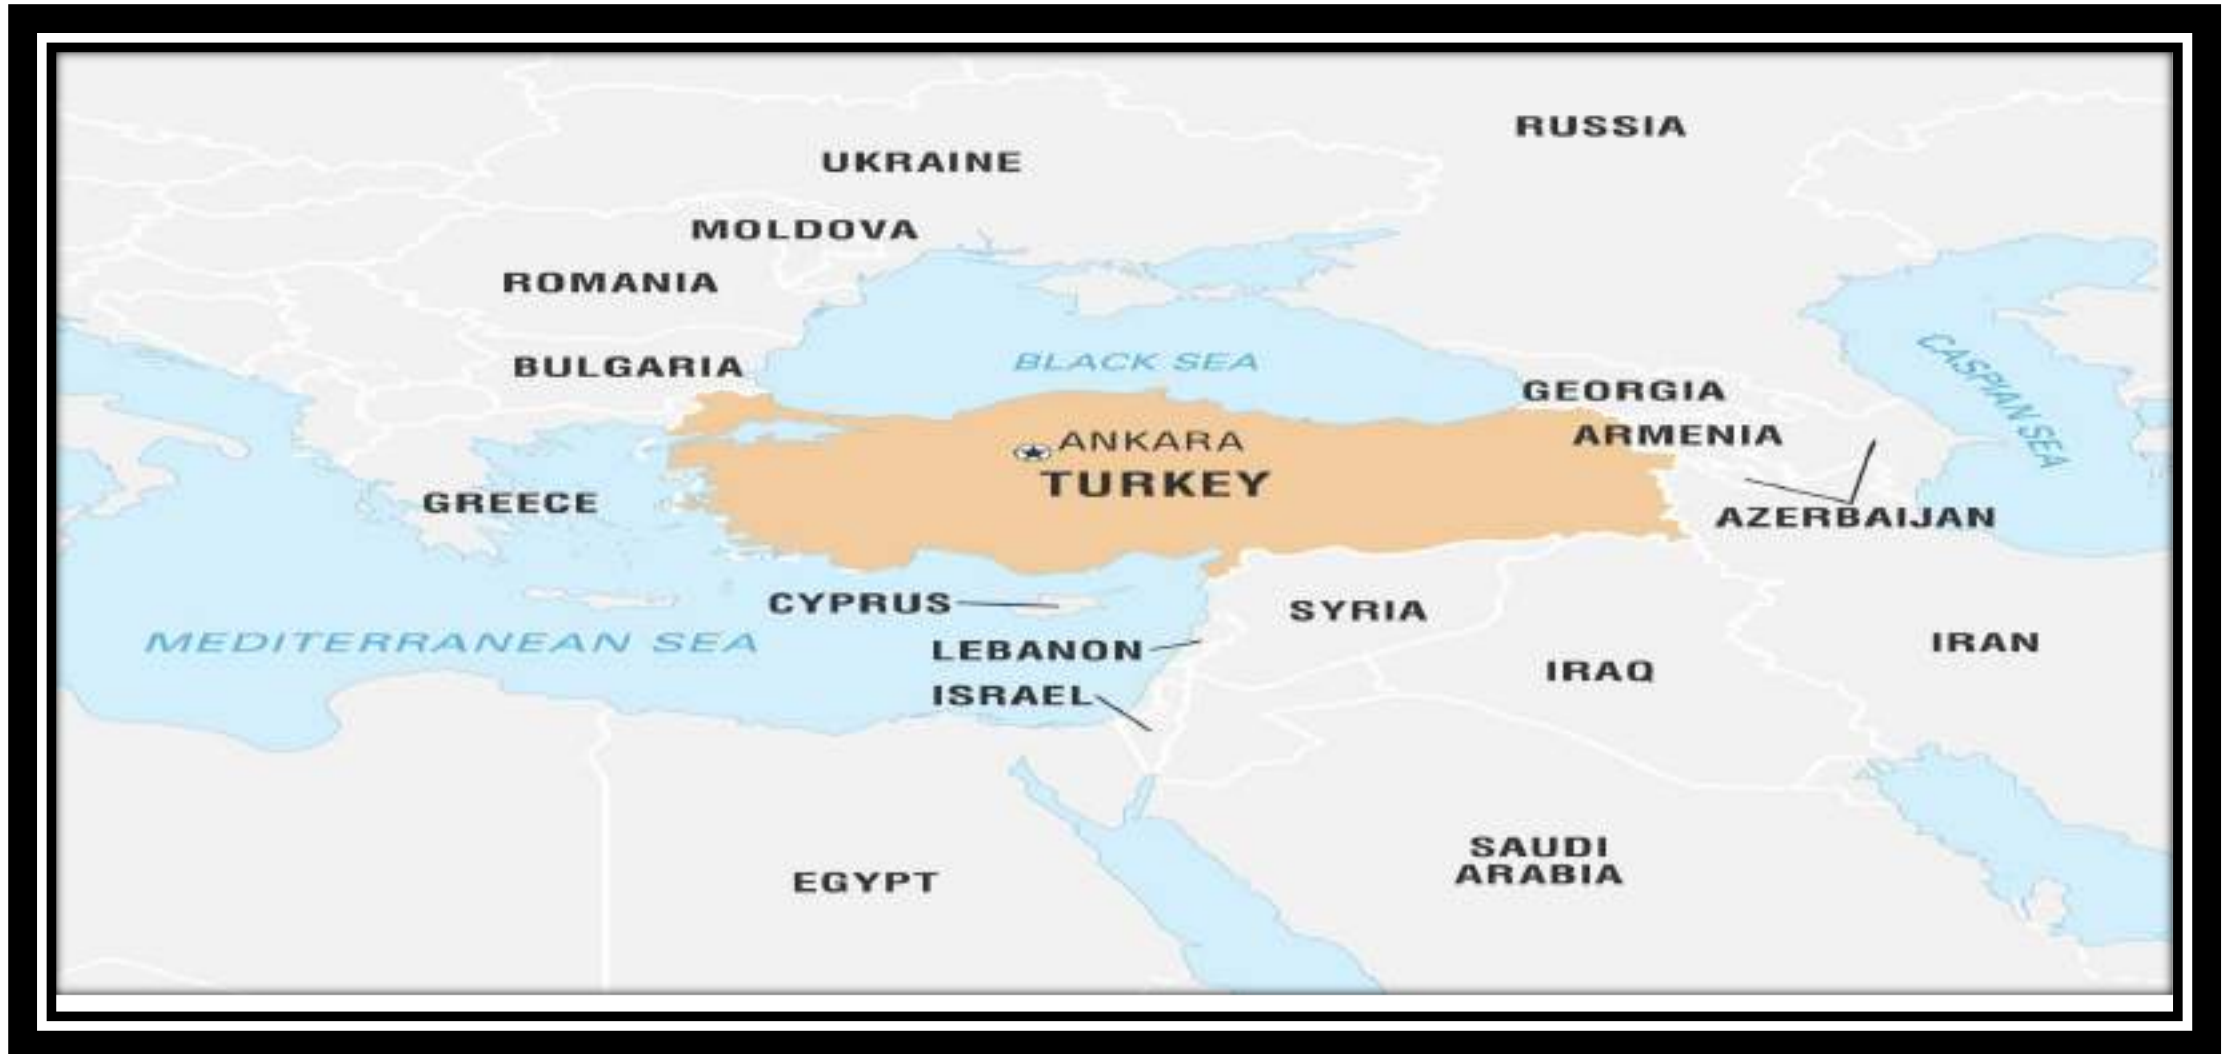 RUSSIA
UKRAINE
MOLDOVA
ROMANIA
BULGARIA
BLACK SEA
CASPIAN SEA
GEORGIA
ARMENIA
ANKARA
TURKEY
GREECE
AZERBAIJAN
CYPRUS
SYRIA
MEDITERRANEAN SEA
LEBANON
IRAN
IRAQ
ISRAEL
SAUDI
ARABIA
EGYPT